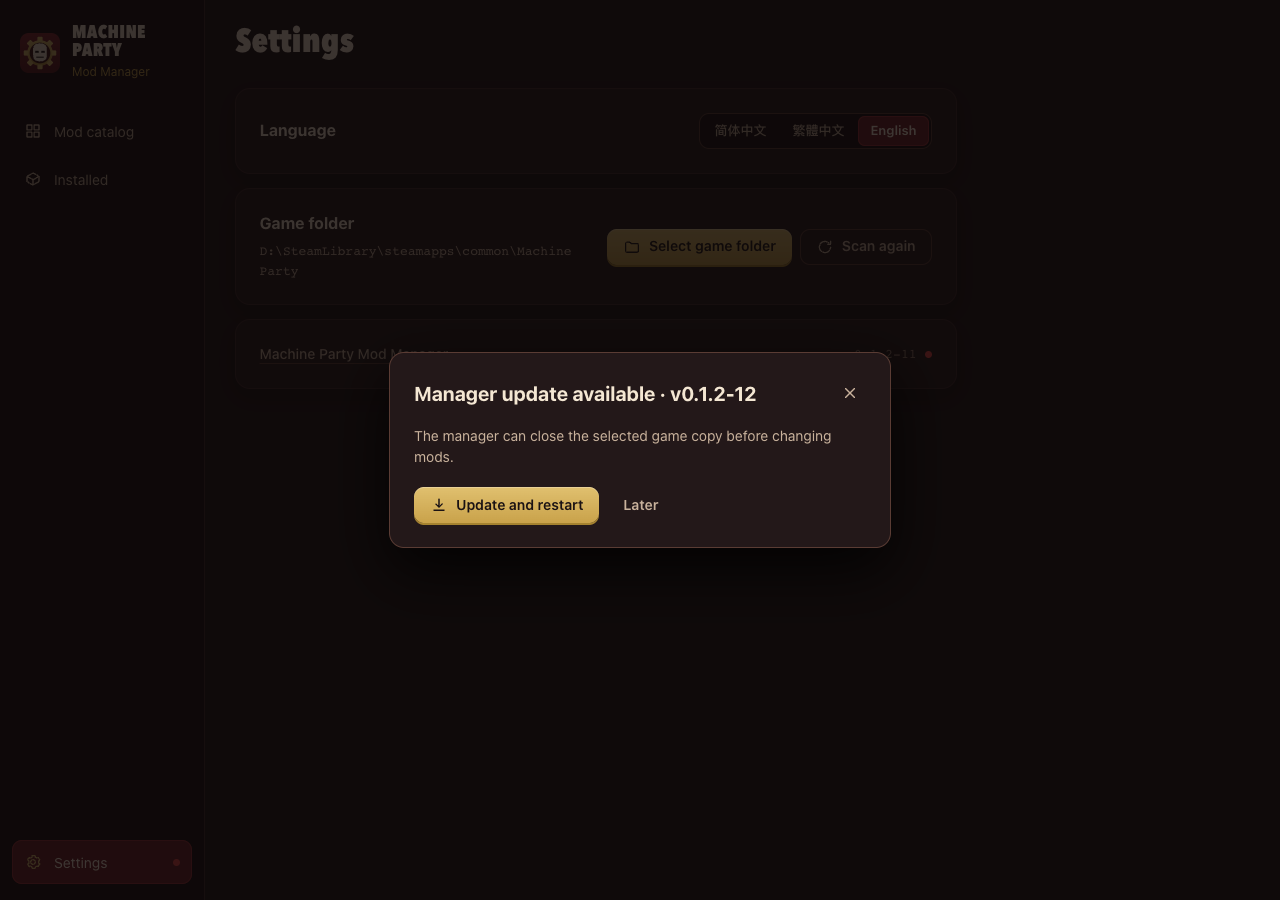 MACHINE
PARTY
Mod Manager
Mod catalog
Installed
Settings
Settings
Language
简体中文
繁體中文
English
Game folder
D:\SteamLibrary\steamapps\common\Machine
Party
Select game folder
Scan again
Machine Party Mod Manager
Manager update available · v0.1.2-12
The manager can close the selected game copy before changing
mods.
Update and restart
Later